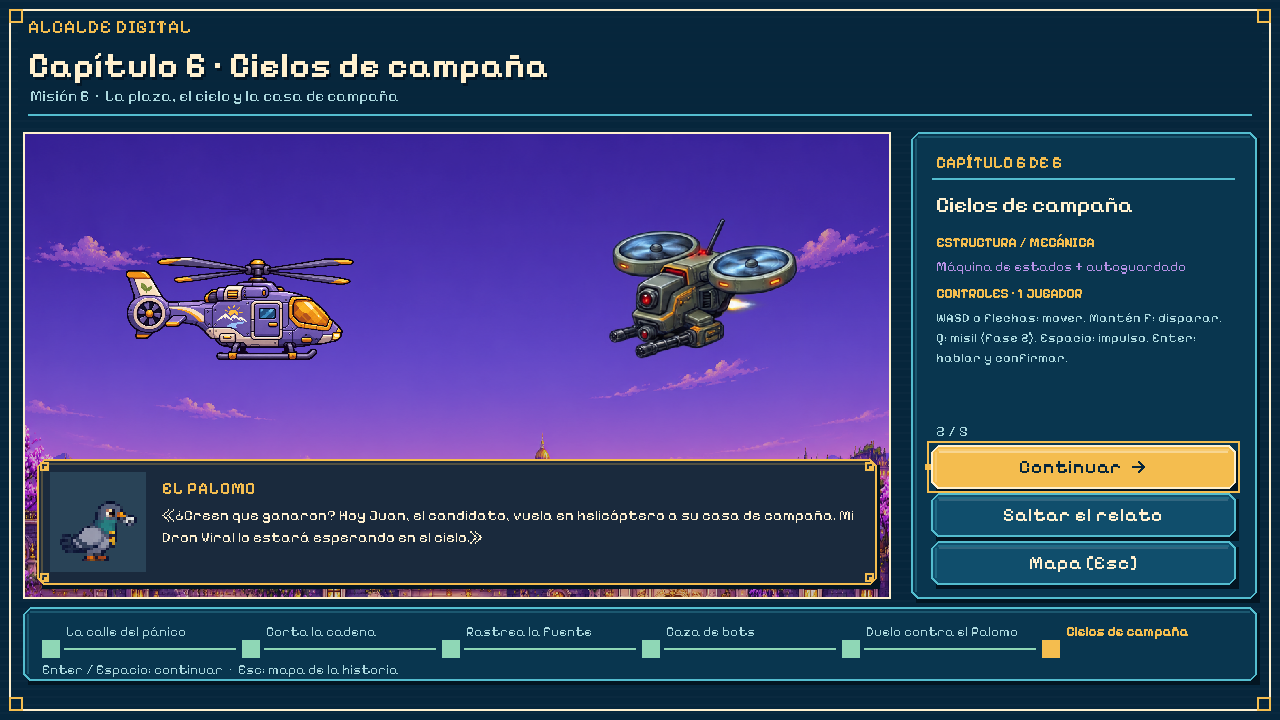 ALCALDE DIGITAL
Capítulo 6 · Cielos de campaña
Misión 6 · La plaza, el cielo y la casa de campaña
EL PALOMO
«¿Creen que ganaron? Hoy Juan, el candidato, vuela en helicóptero a su casa de campaña. Mi
Dron Viral lo estará esperando en el cielo.»
CAPÍTULO 6 DE 6
Cielos de campaña
ESTRUCTURA / MECÁNICA
Máquina de estados + autoguardado
CONTROLES · 1 JUGADOR
WASD o flechas: mover. Mantén F: disparar.
Q: misil (fase 2). Espacio: impulso. Enter:
hablar y confirmar.
2 / 3
Continuar →
Saltar el relato
Mapa (Esc)
La calle del pánico
Corta la cadena
Rastrea la fuente
Caza de bots
Duelo contra el Palomo
Cielos de campaña
Enter / Espacio: continuar · Esc: mapa de la historia